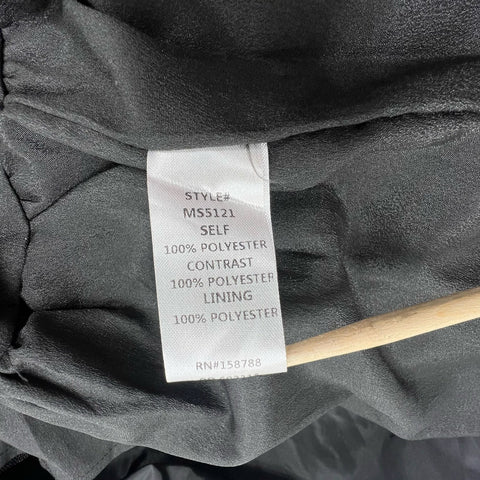 STYLE#
MS5121
SELF
100% POLYESTER
CONTRAST
100% POLYESTER
LINING
100% POLYESTER
RN#158788